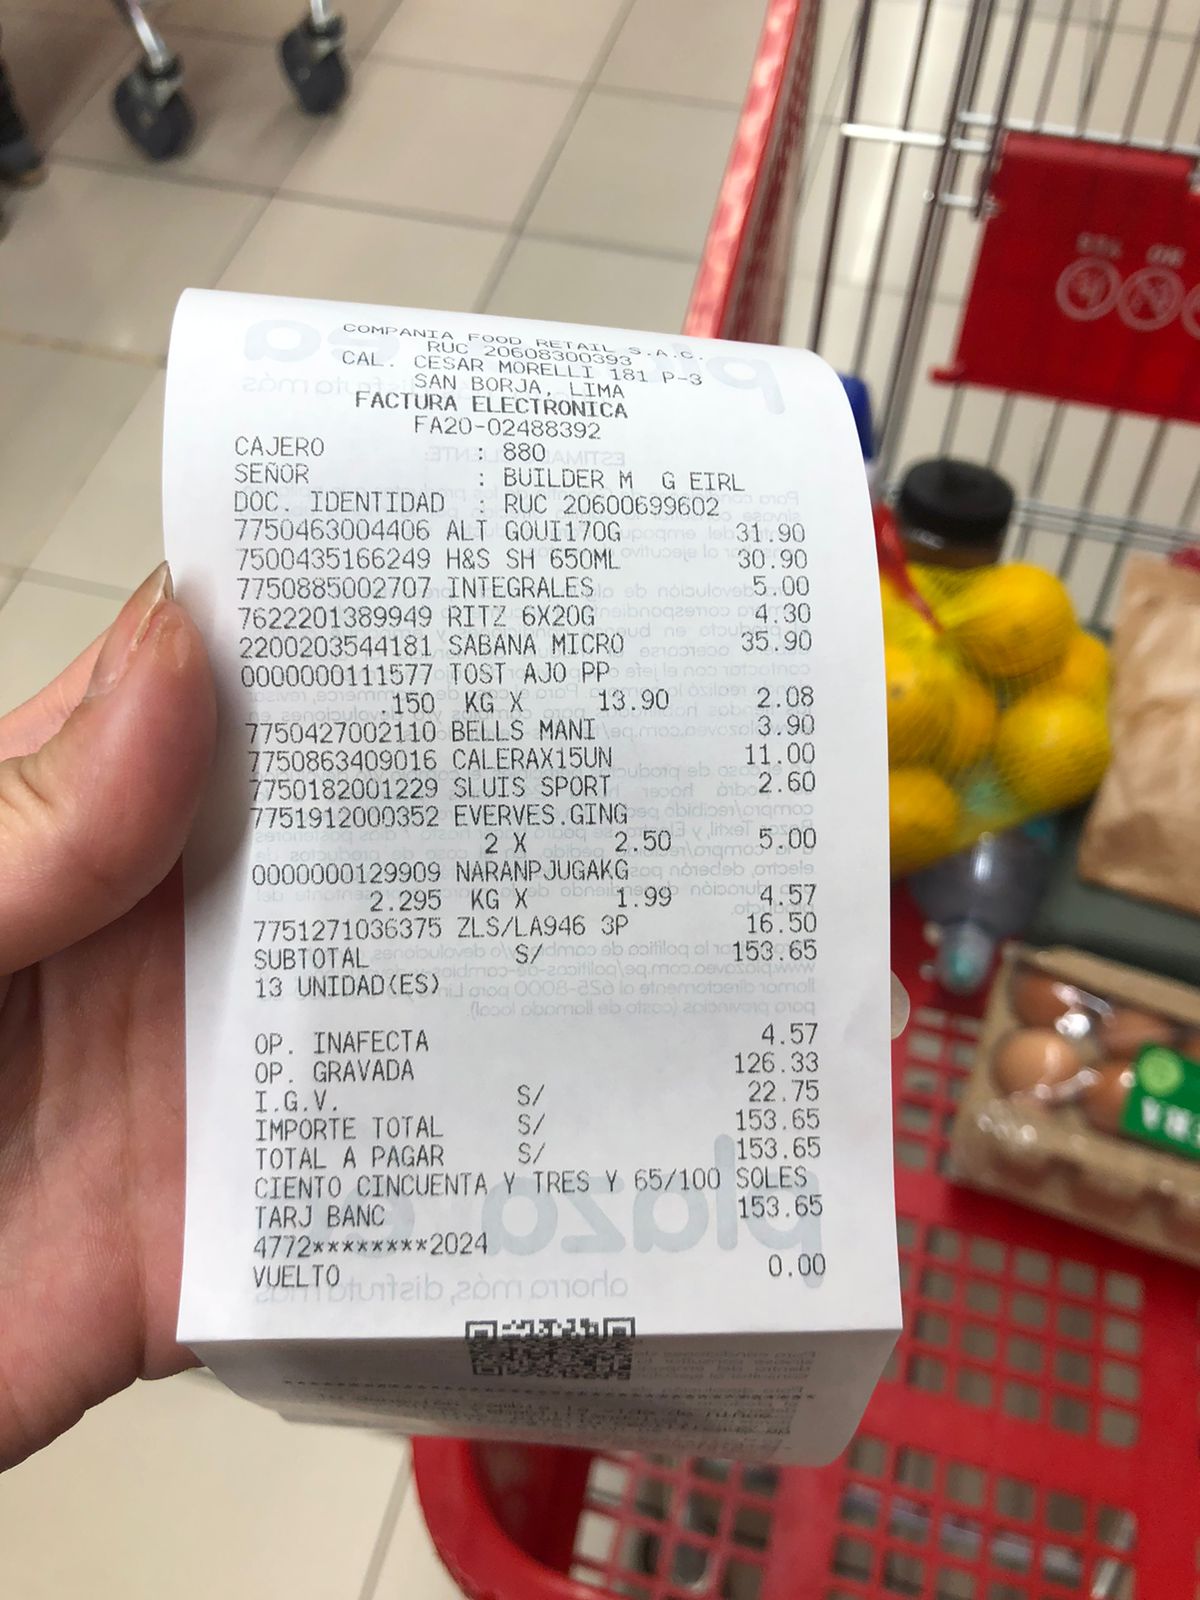 COMPANIA FOOD RETAIL S.A.C.
RUC 20608300393
CAL. CESAR MORELLI 181 P-3
SAN BORJA, LIMA
FACTURA ELECTRONICA
FA20-02488392
CAJERO : 880
SEÑOR : BUILDER M G EIRL
DOC. IDENTIDAD : RUC 20600699602
7750463004406 ALT GOUI170G 31.90
7500435166249 H&S SH 650ML 30.90
7750885002707 INTEGRALES 5.00
7622201389949 RITZ 6X20G 4.30
2200203544181 SABANA MICRO 35.90
0000000111577 TOST AJO PP
.150 KG X 13.90 2.08
7750427002110 BELLS MANI 3.90
7750863409016 CALERAX15UN 11.00
7750182001229 SLUIS SPORT 2.60
7751912000352 EVERVES.GING
2 X 2.50 5.00
0000000129909 NARANPJUGAKG
2.295 KG X 1.99 4.57
7751271036375 ZLS/LA946 3P 16.50
SUBTOTAL S/ 153.65
13 UNIDAD(ES)
OP. INAFECTA 4.57
OP. GRAVADA 126.33
I.G.V. S/ 22.75
IMPORTE TOTAL S/ 153.65
TOTAL A PAGAR S/ 153.65
CIENTO CINCUENTA Y TRES Y 65/100 SOLES
TARJ BANC 153.65
4772********2024
VUELTO 0.00